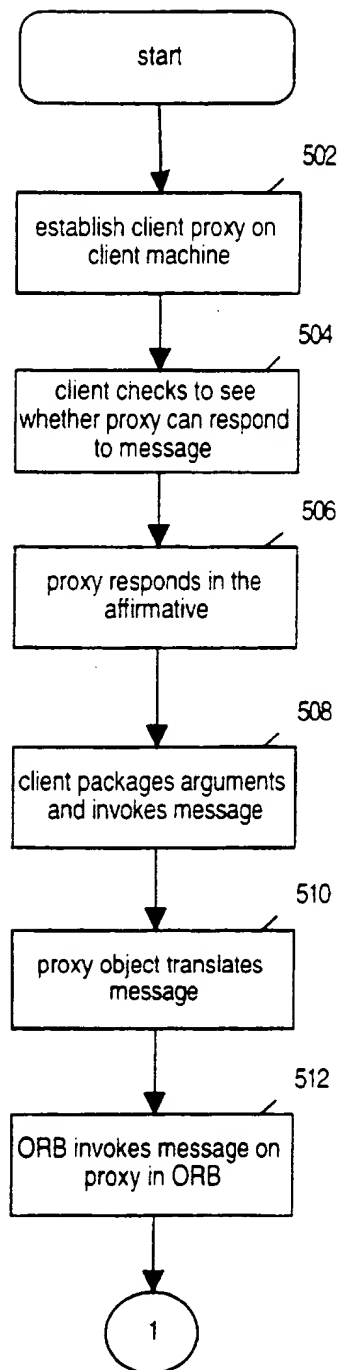 start
502
establish client proxy on
client machine
504
client checks to see
whether proxy can respond
to message
506
proxy responds in the
affirmative
508
client packages arguments
and invokes message
510
proxy object translates
message
512
ORB invokes message on
proxy in ORB
1